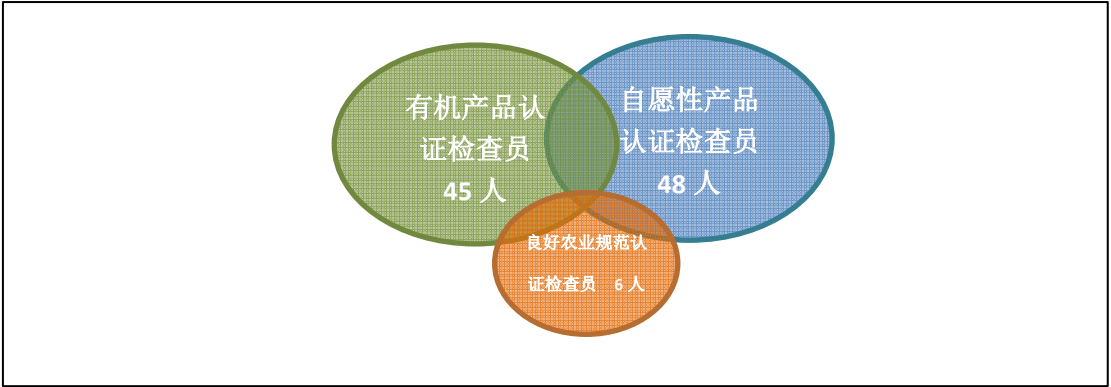 有机产品认
证检查员
45 人
自愿性产品
认证检查员
48 人
良好农业规范认
证检查员 6 人